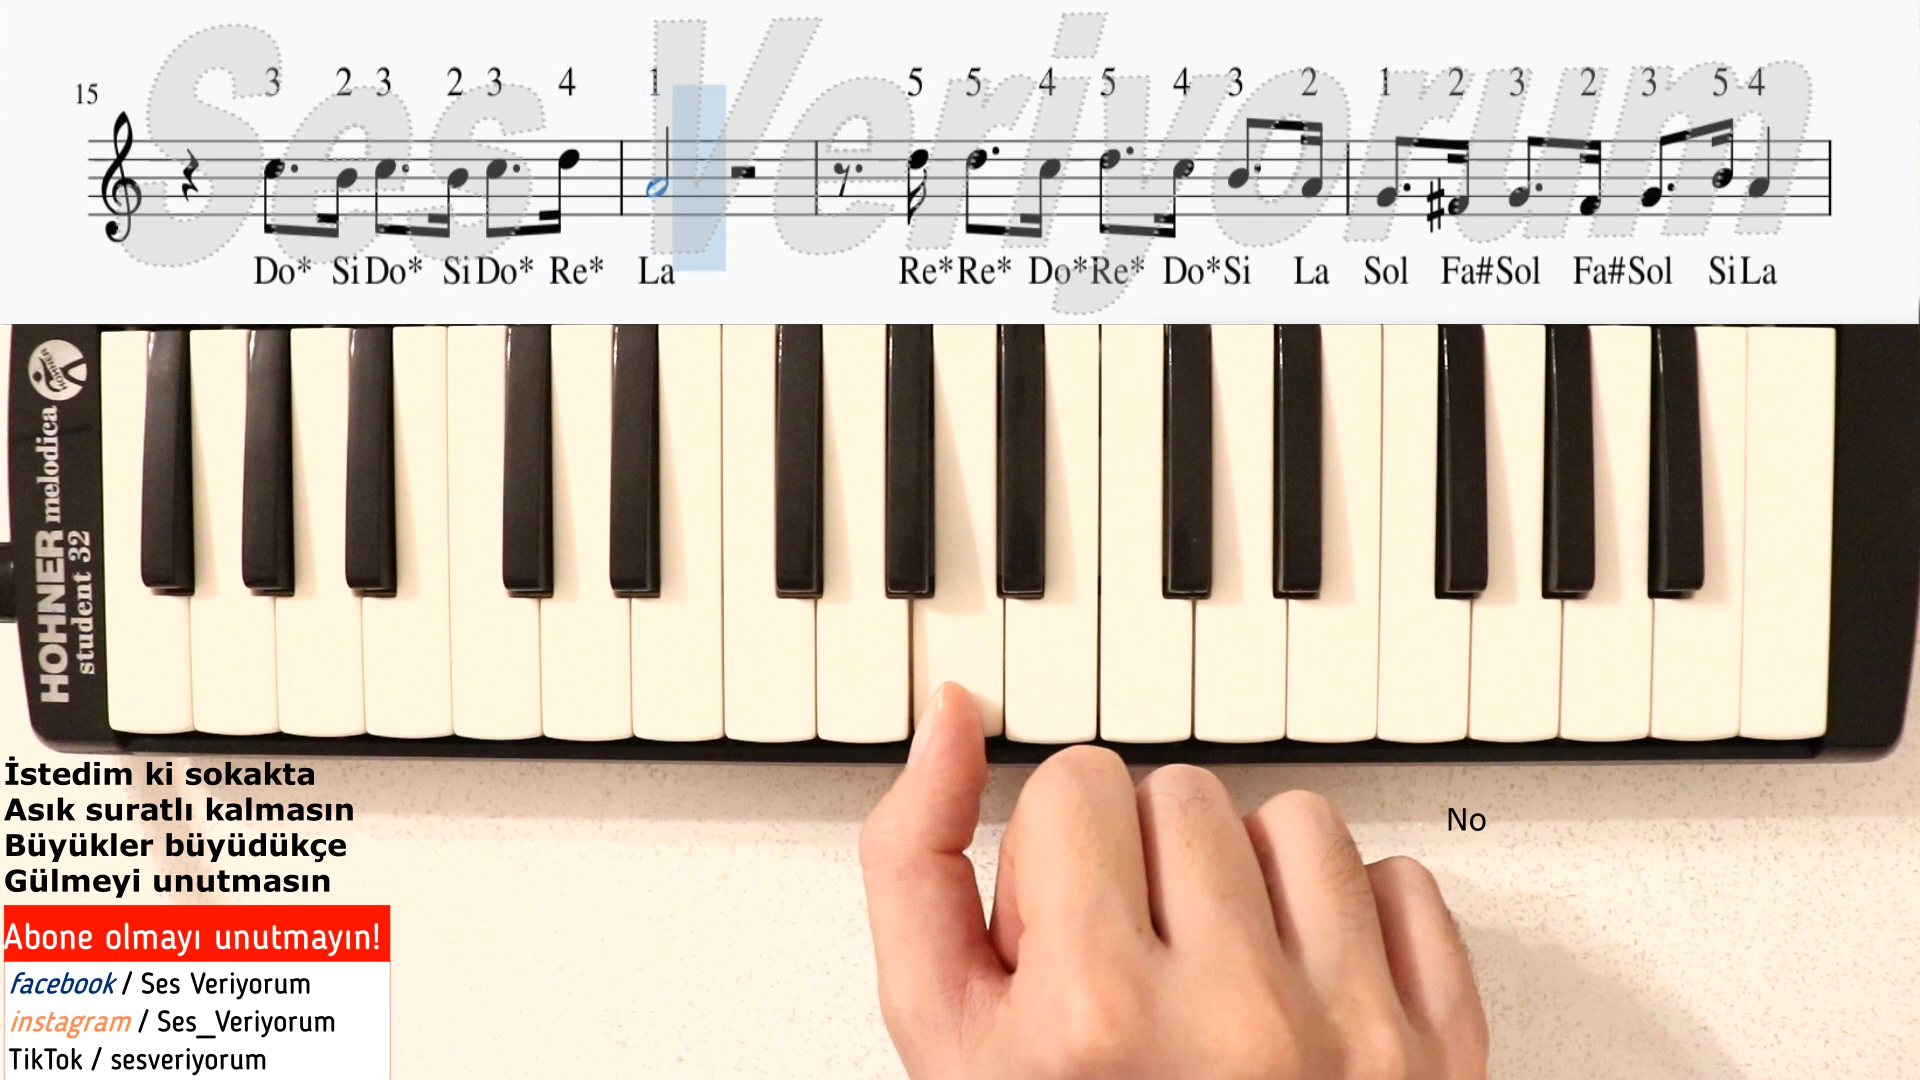 Ses Veriyorum
15 3 2 3 2 3 4 1 5 5 4 5 4 3 2 1 2 3 2 3 5 4
Do* Si Do* Si Do* Re* La Re* Re* Do* Re* Do* Si La Sol Fa# Sol Fa# Sol Si La
HOHNER
HOHNER melodica
student 32
İstedim ki sokakta
Asık suratlı kalmasın
Büyükler büyüdükçe
Gülmeyi unutmasın
No
Abone olmayı unutmayın!
facebook / Ses Veriyorum
instagram / Ses_Veriyorum
TikTok / sesveriyorum